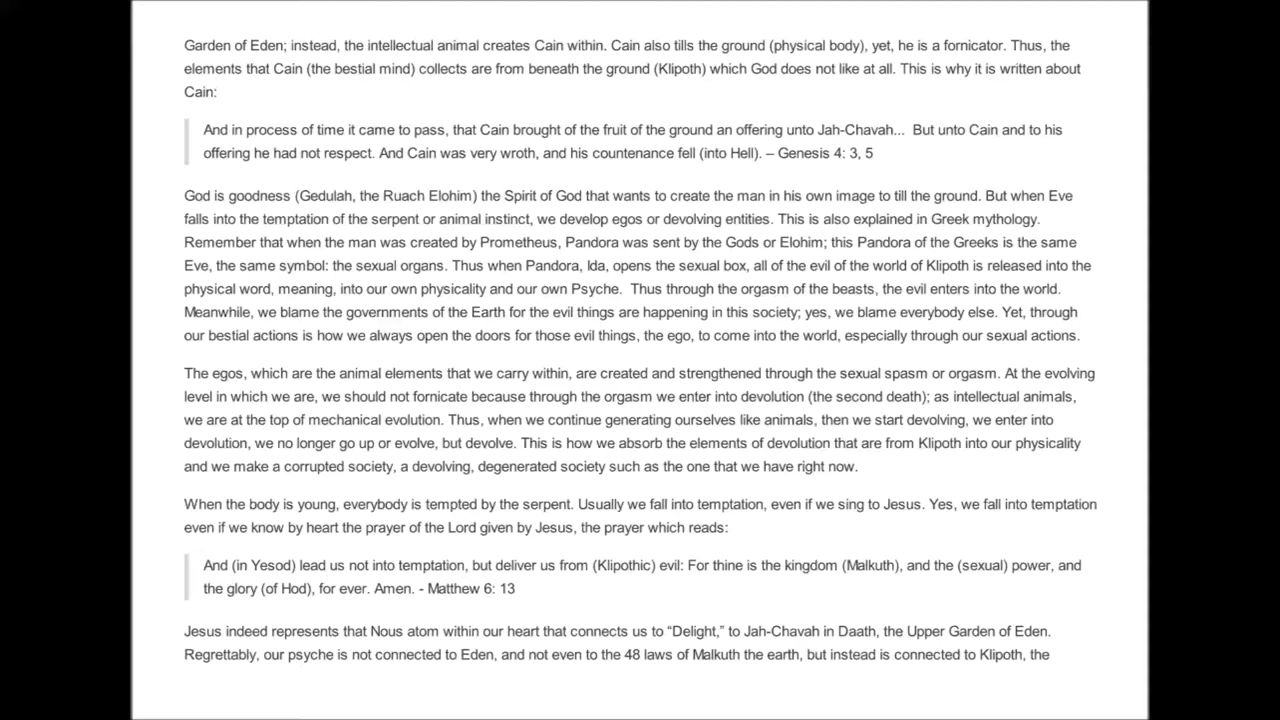 Garden of Eden; instead, the intellectual animal creates Cain within. Cain also tills the ground (physical body), yet, he is a fornicator. Thus, the
elements that Cain (the bestial mind) collects are from beneath the ground (Klipoth) which God does not like at all. This is why it is written about
Cain:
And in process of time it came to pass, that Cain brought of the fruit of the ground an offering unto Jah-Chavah... But unto Cain and to his
offering he had not respect. And Cain was very wroth, and his countenance fell (into Hell). – Genesis 4: 3, 5
God is goodness (Gedulah, the Ruach Elohim) the Spirit of God that wants to create the man in his own image to till the ground. But when Eve
falls into the temptation of the serpent or animal instinct, we develop egos or devolving entities. This is also explained in Greek mythology.
Remember that when the man was created by Prometheus, Pandora was sent by the Gods or Elohim; this Pandora of the Greeks is the same
Eve, the same symbol: the sexual organs. Thus when Pandora, Ida, opens the sexual box, all of the evil of the world of Klipoth is released into the
physical word, meaning, into our own physicality and our own Psyche. Thus through the orgasm of the beasts, the evil enters into the world.
Meanwhile, we blame the governments of the Earth for the evil things are happening in this society; yes, we blame everybody else. Yet, through
our bestial actions is how we always open the doors for those evil things, the ego, to come into the world, especially through our sexual actions.
The egos, which are the animal elements that we carry within, are created and strengthened through the sexual spasm or orgasm. At the evolving
level in which we are, we should not fornicate because through the orgasm we enter into devolution (the second death); as intellectual animals,
we are at the top of mechanical evolution. Thus, when we continue generating ourselves like animals, then we start devolving, we enter into
devolution, we no longer go up or evolve, but devolve. This is how we absorb the elements of devolution that are from Klipoth into our physicality
and we make a corrupted society, a devolving, degenerated society such as the one that we have right now.
When the body is young, everybody is tempted by the serpent. Usually we fall into temptation, even if we sing to Jesus. Yes, we fall into temptation
even if we know by heart the prayer of the Lord given by Jesus, the prayer which reads:
And (in Yesod) lead us not into temptation, but deliver us from (Klipothic) evil: For thine is the kingdom (Malkuth), and the (sexual) power, and
the glory (of Hod), for ever. Amen. - Matthew 6: 13
Jesus indeed represents that Nous atom within our heart that connects us to “Delight,” to Jah-Chavah in Daath, the Upper Garden of Eden.
Regrettably, our psyche is not connected to Eden, and not even to the 48 laws of Malkuth the earth, but instead is connected to Klipoth, the